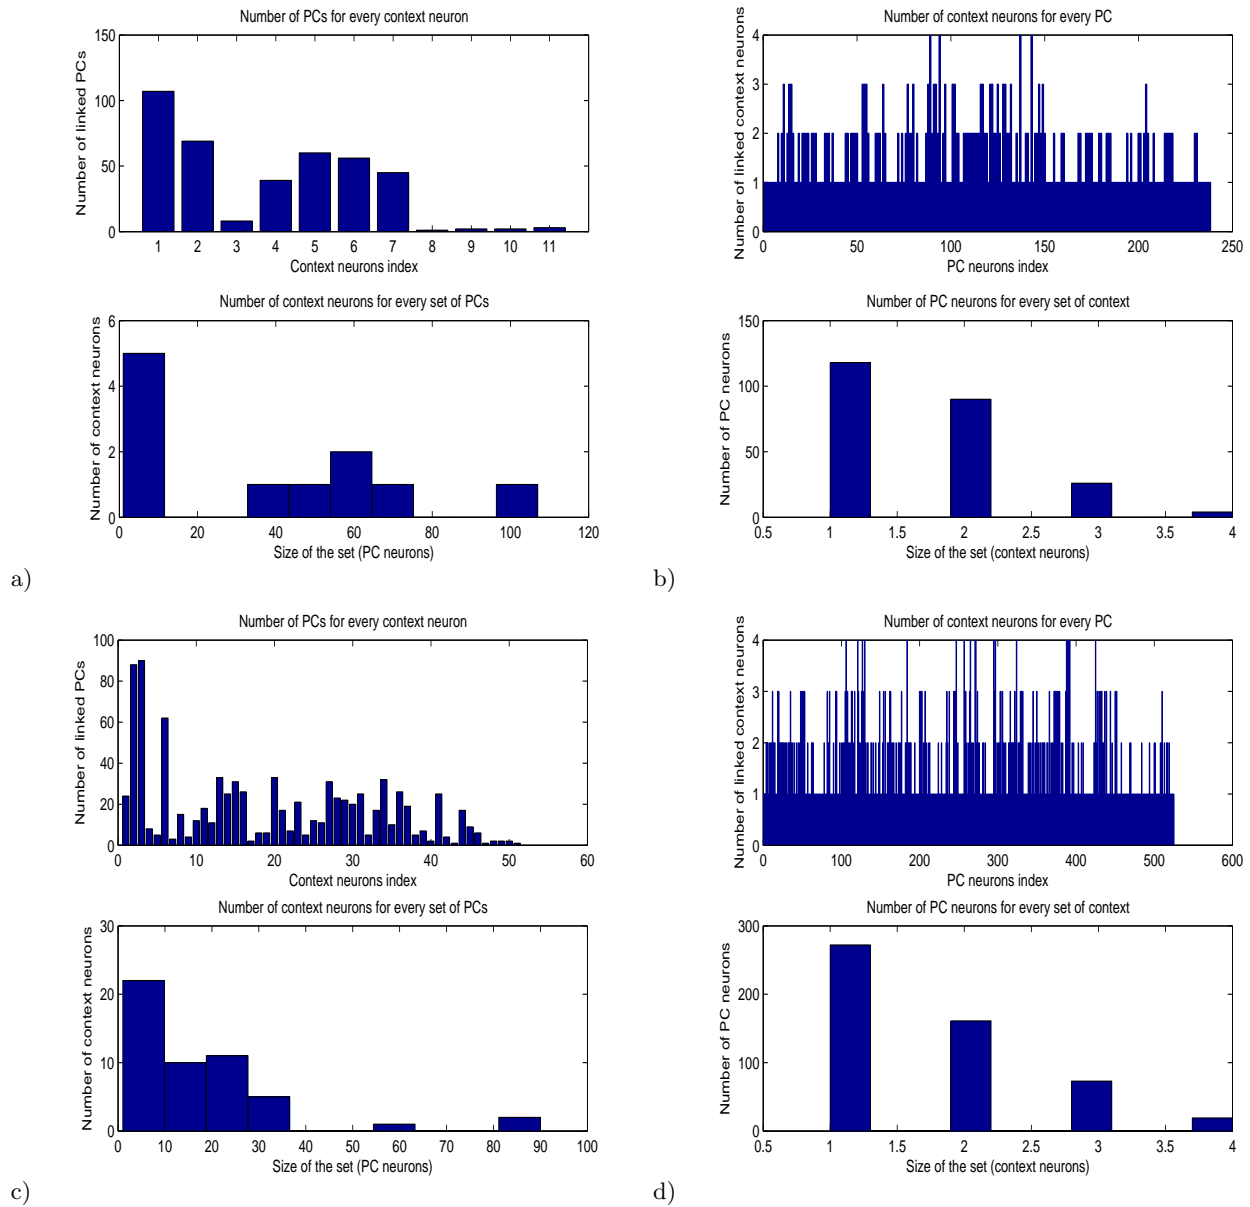 Number of PCs for every context neuron
Number of linked PCs
150
100
50
0
1 2 3 4 5 6 7 8 9 10 11
Context neurons index
Number of context neurons for every set of PCs
Number of context neurons
6
4
2
0
0 20 40 60 80 100 120
Size of the set (PC neurons)
a)
Number of context neurons for every PC
Number of linked context neurons
4
3
2
1
0
0 50 100 150 200 250
PC neurons index
Number of PC neurons for every set of context
Number of PC neurons
150
100
50
0
0.5 1 1.5 2 2.5 3 3.5 4
Size of the set (context neurons)
b)
Number of PCs for every context neuron
Number of linked PCs
100
80
60
40
20
0
0 10 20 30 40 50 60
Context neurons index
Number of context neurons for every set of PCs
Number of context neurons
30
20
10
0
0 10 20 30 40 50 60 70 80 90 100
Size of the set (PC neurons)
c)
Number of context neurons for every PC
Number of linked context neurons
4
3
2
1
0
0 100 200 300 400 500 600
PC neurons index
Number of PC neurons for every set of context
Number of PC neurons
300
200
100
0
0.5 1 1.5 2 2.5 3 3.5 4
Size of the set (context neurons)
d)